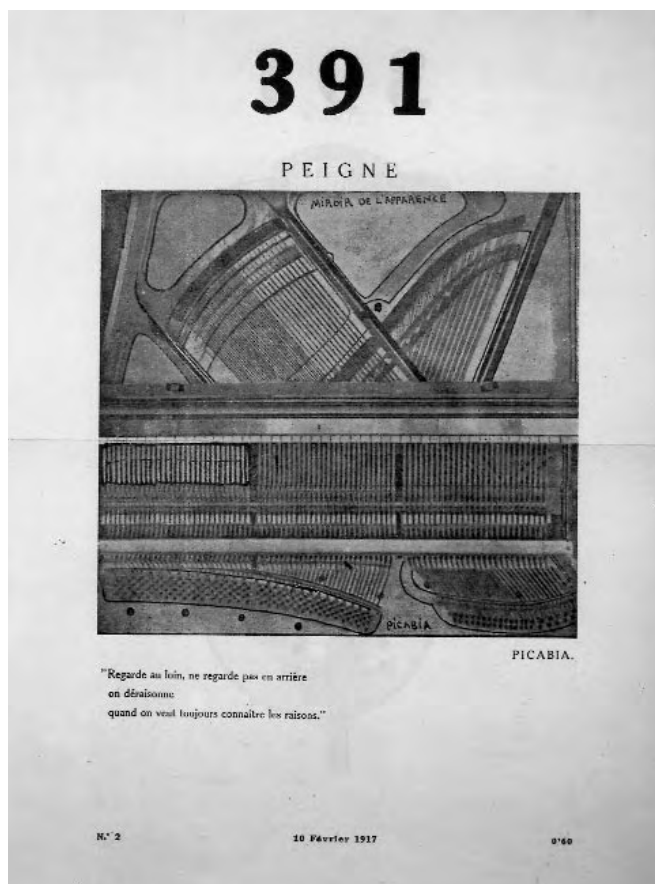 391
PEIGNE
MIROIR DE L'APPARENCE
PICABIA
PICABIA.
"Regarde au loin, ne regarde pas en arrière
on déraisonne
quand on veut toujours connaître les raisons."
N.° 2 10 Février 1917 0'60